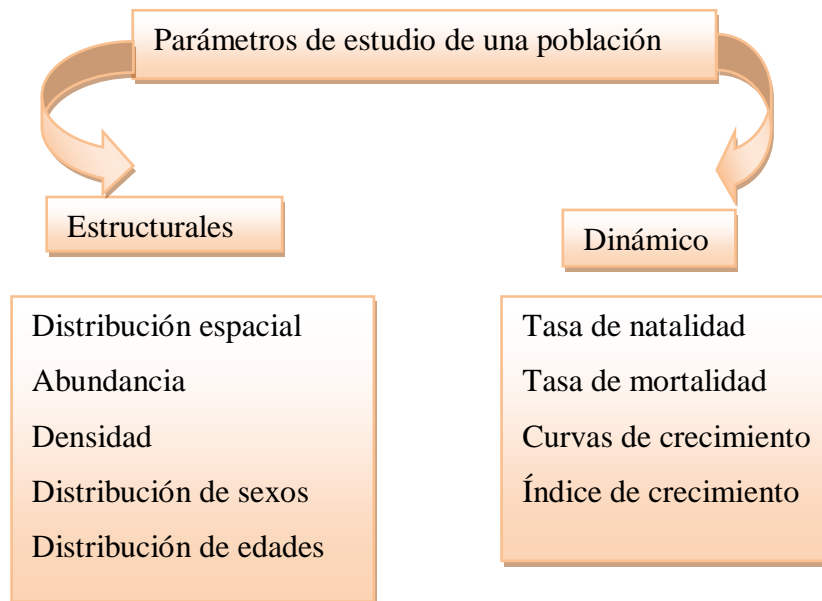 Parámetros de estudio de una población
Estructurales
Dinámico
Distribución espacial
Abundancia
Densidad
Distribución de sexos
Distribución de edades
Tasa de natalidad
Tasa de mortalidad
Curvas de crecimiento
Índice de crecimiento